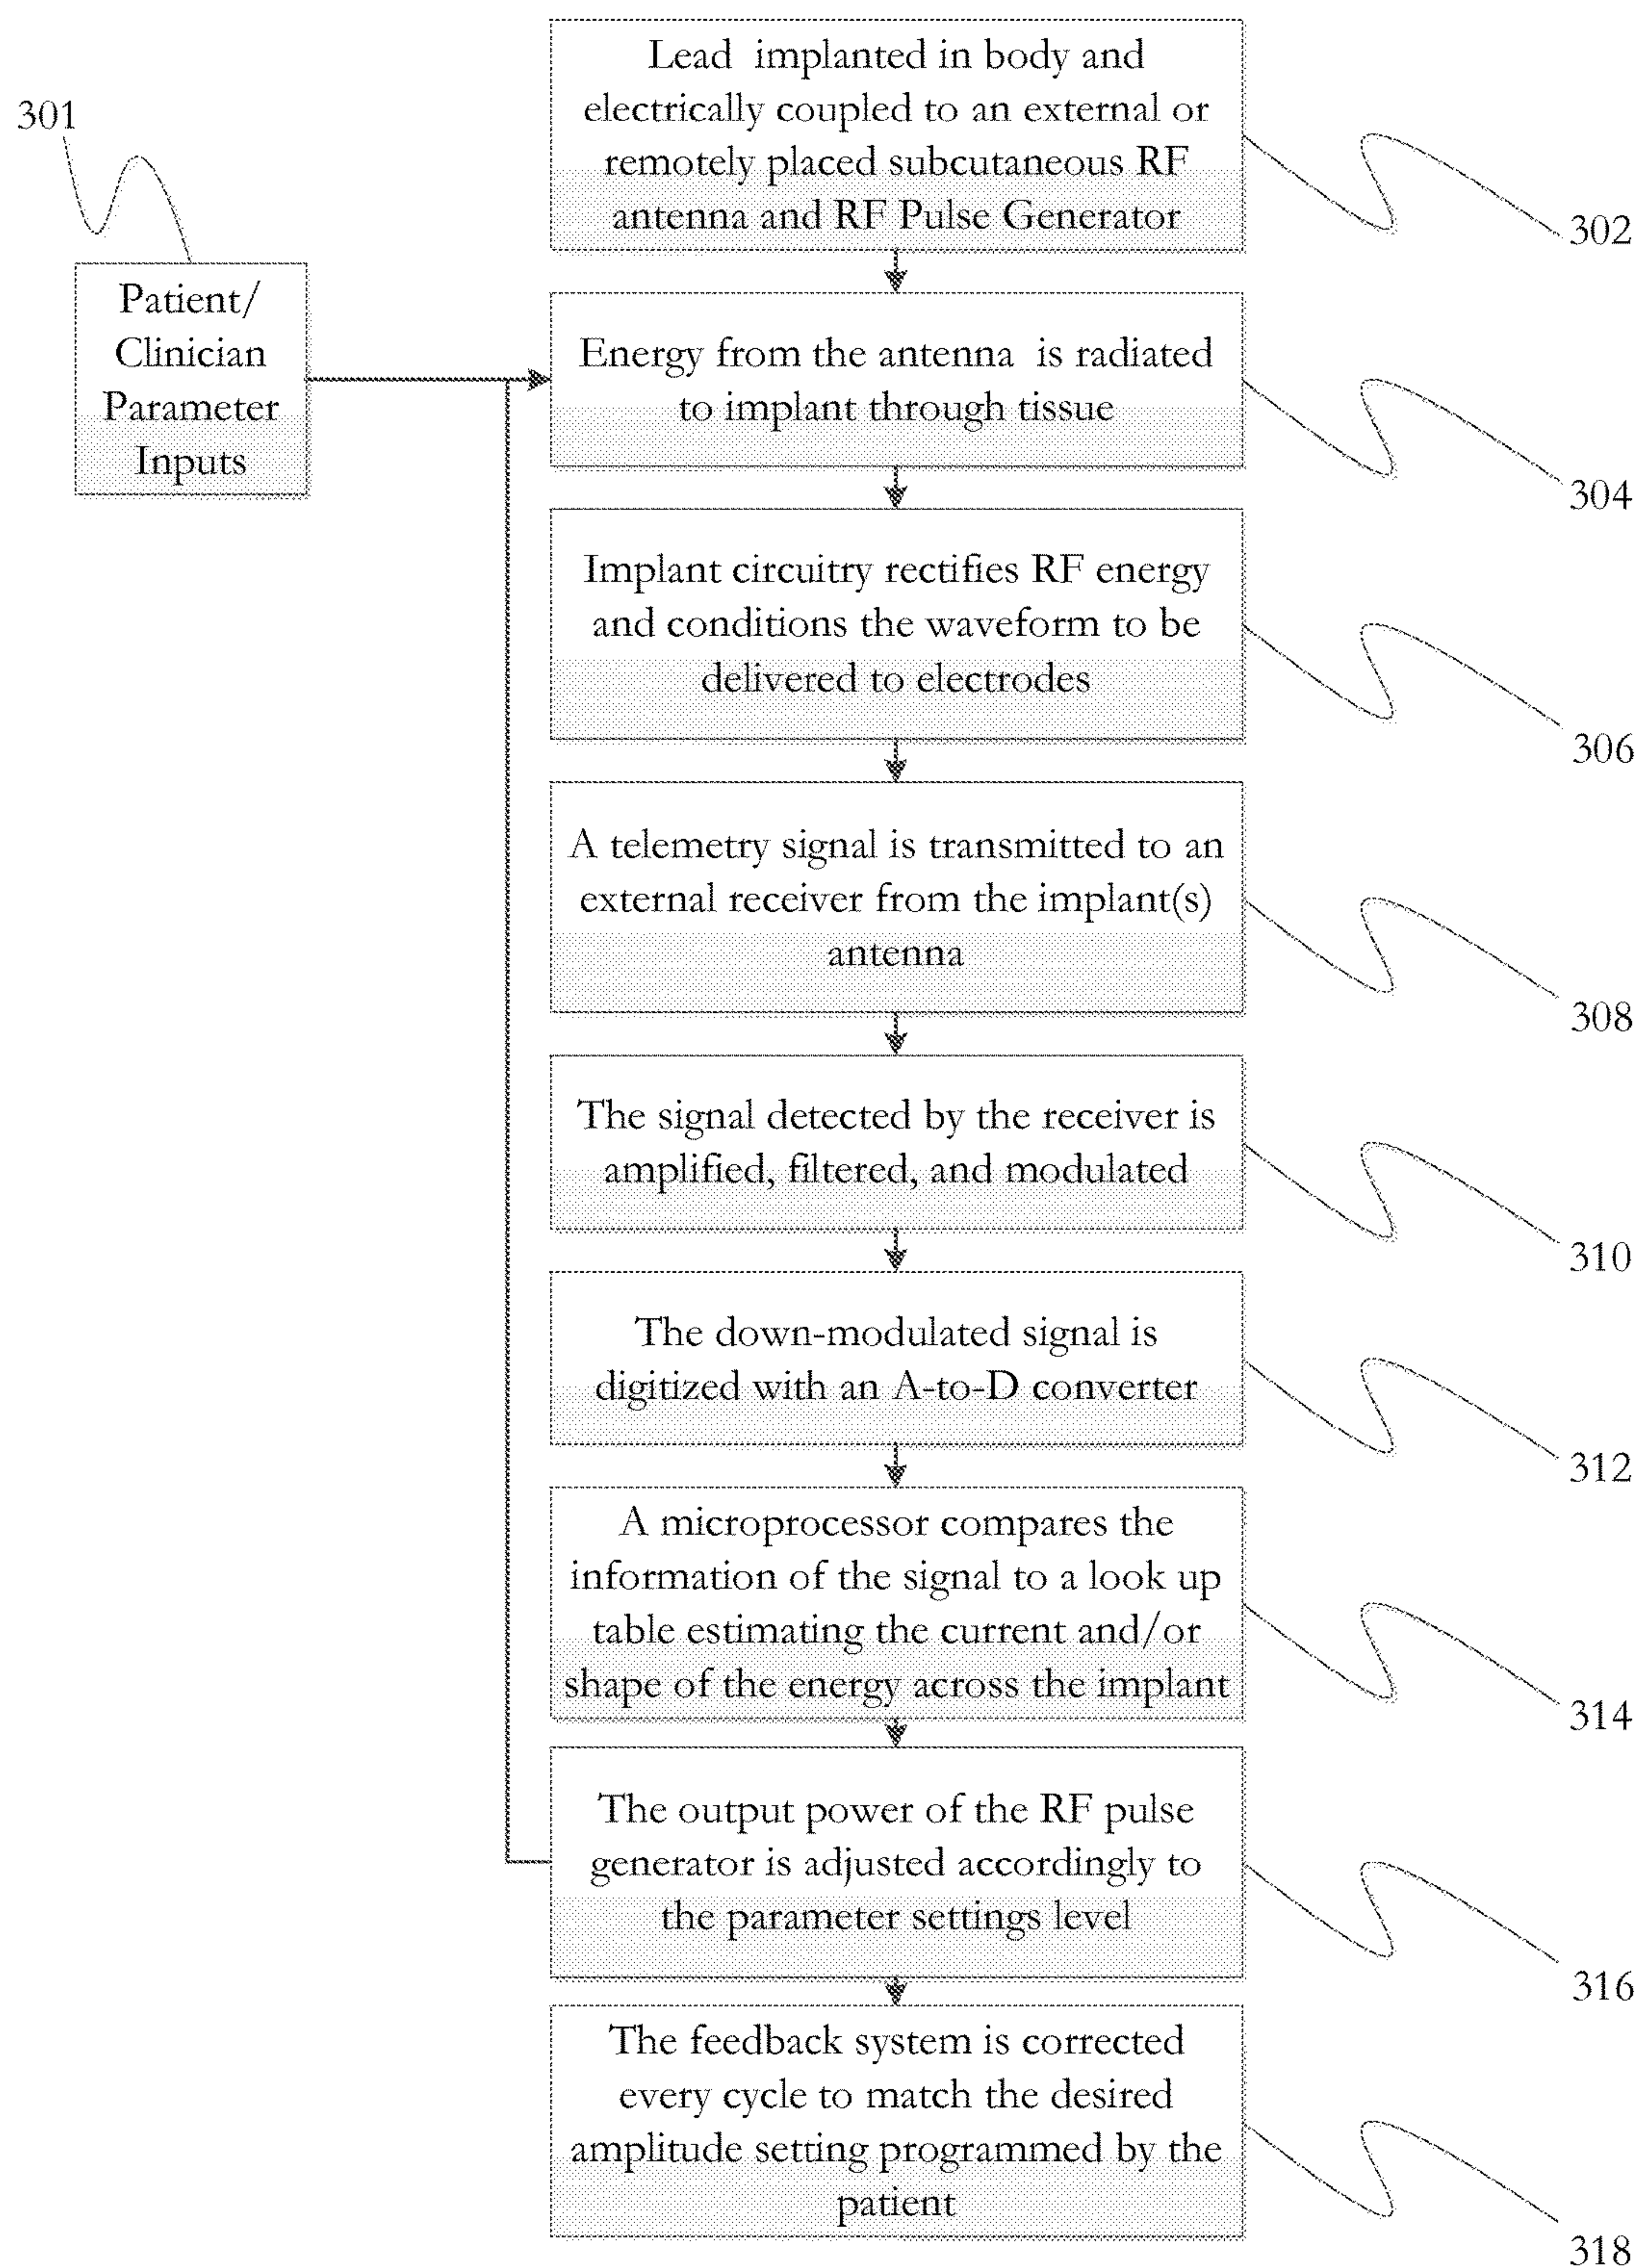 Lead implanted in body and
electrically coupled to an external or
remotely placed subcutaneous RF
antenna and RF Pulse Generator
302
301
Patient/
Clinician
Parameter
Inputs
Energy from the antenna is radiated
to implant through tissue
304
Implant circuitry rectifies RF energy
and conditions the waveform to be
delivered to electrodes
306
A telemetry signal is transmitted to an
external receiver from the implant(s)
antenna
308
The signal detected by the receiver is
amplified, filtered, and modulated
310
The down-modulated signal is
digitized with an A-to-D converter
312
A microprocessor compares the
information of the signal to a look up
table estimating the current and/or
shape of the energy across the implant
314
The output power of the RF pulse
generator is adjusted accordingly to
the parameter settings level
316
The feedback system is corrected
every cycle to match the desired
amplitude setting programmed by the
patient
318